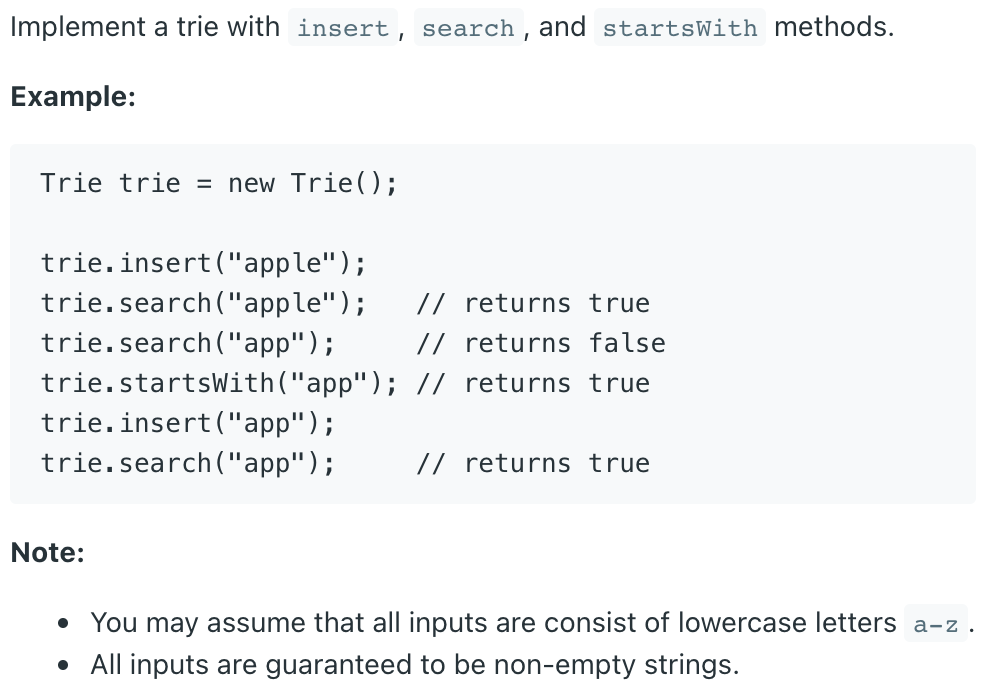 Implement a trie with insert, search, and startsWith methods.
Example:
Trie trie = new Trie();
trie.insert("apple");
trie.search("apple");   // returns true
trie.search("app");     // returns false
trie.startsWith("app"); // returns true
trie.insert("app");
trie.search("app");     // returns true
Note:
• You may assume that all inputs are consist of lowercase letters a-z.
• All inputs are guaranteed to be non-empty strings.